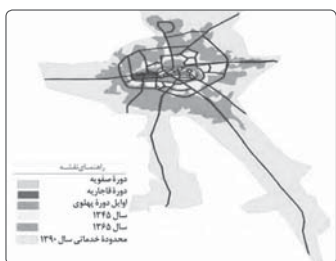 راهنمای نقشه
دورهٔ صفویه
دورهٔ قاجاریه
اوایل دورهٔ پهلوی
سال ۱۳۴۵
سال ۱۳۶۵
محدودهٔ خدماتی سال ۱۳۹۰